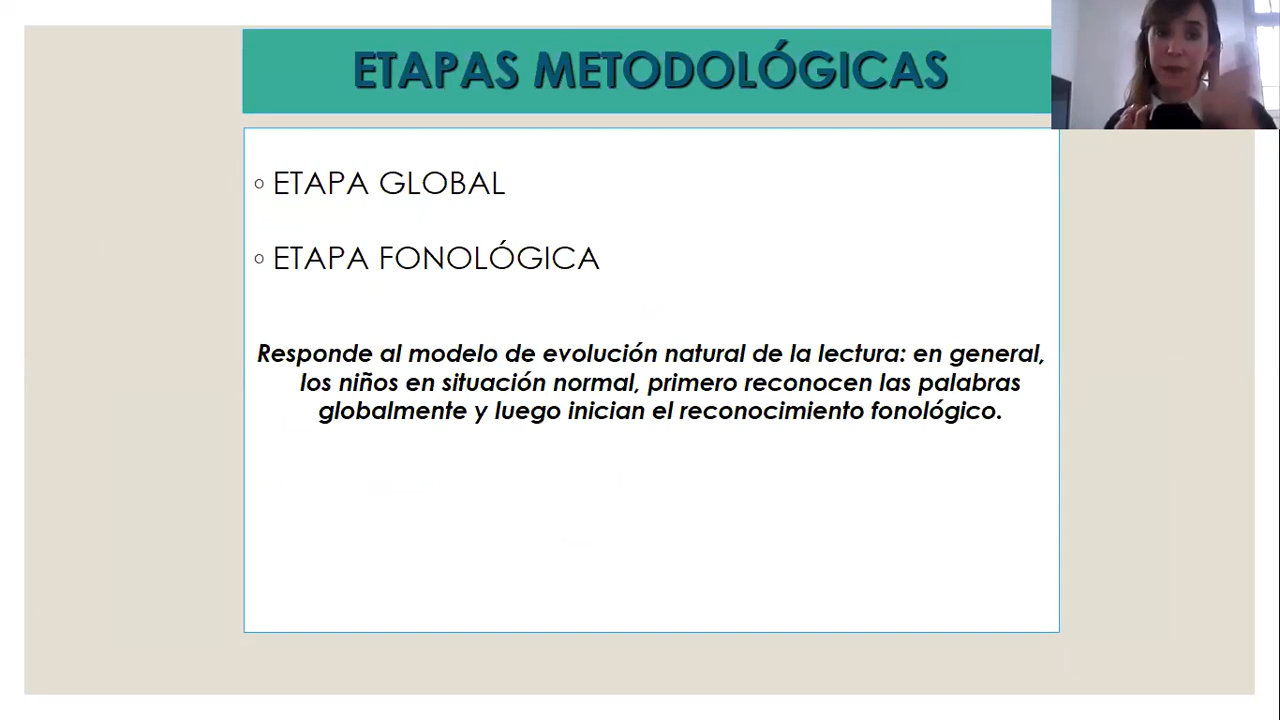 ETAPAS METODOLÓGICAS
◦ ETAPA GLOBAL
◦ ETAPA FONOLÓGICA
Responde al modelo de evolución natural de la lectura: en general,
los niños en situación normal, primero reconocen las palabras
globalmente y luego inician el reconocimiento fonológico.